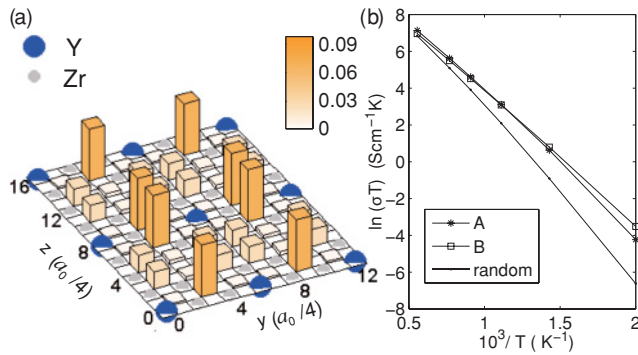 (a)
Y
Zr
0.09
0.06
0.03
0
16
12
8
4
0
z (a₀/4)
0
4
8
12
y (a₀/4)
(b)
8
6
4
2
0
−2
−4
−6
−8
ln (σT) (Scm⁻¹K)
A
B
random
0.5
1
1.5
2
10³/ T ( K⁻¹)